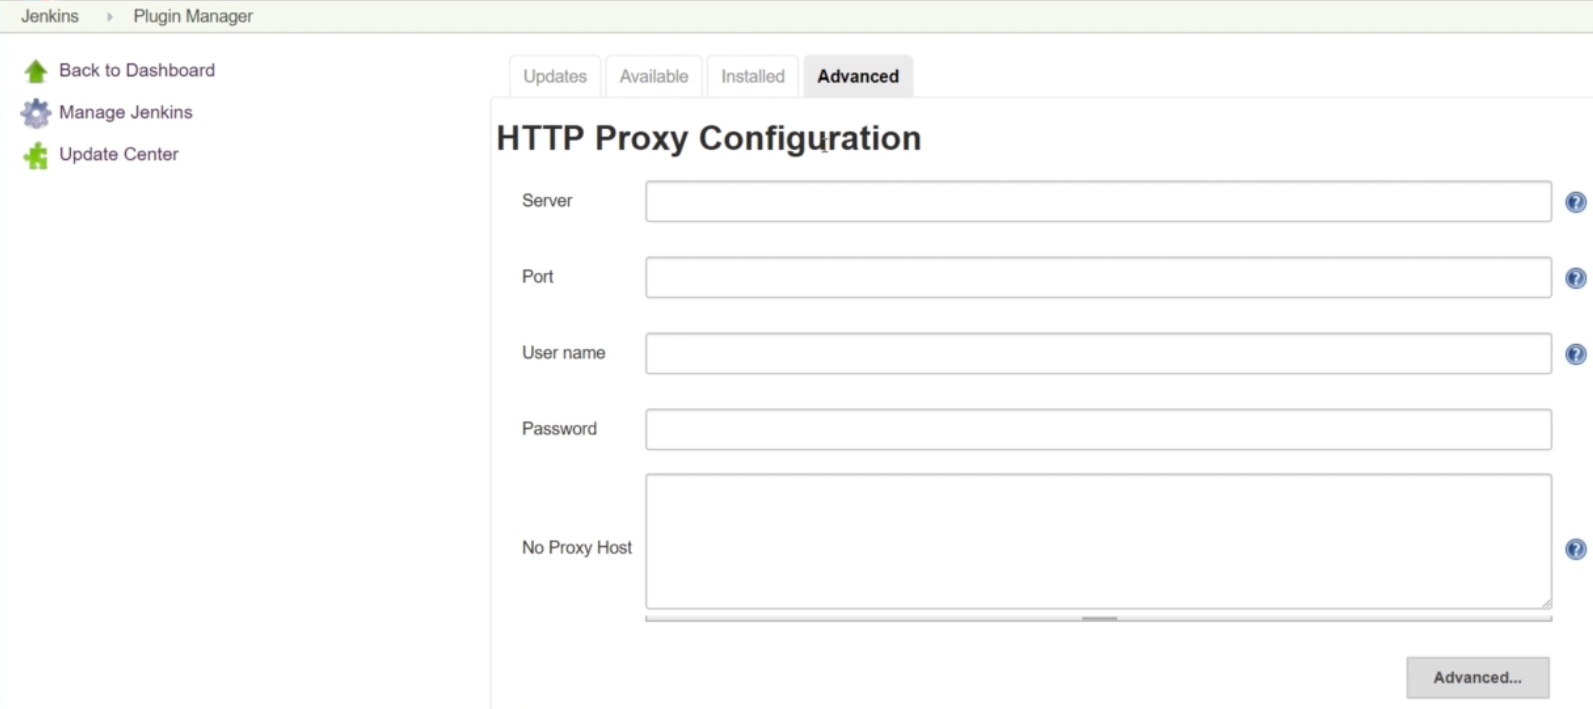 Jenkins Plugin Manager
Back to Dashboard
Manage Jenkins
Update Center
Updates Available Installed Advanced
HTTP Proxy Configuration
Server
Port
User name
Password
No Proxy Host
Advanced...